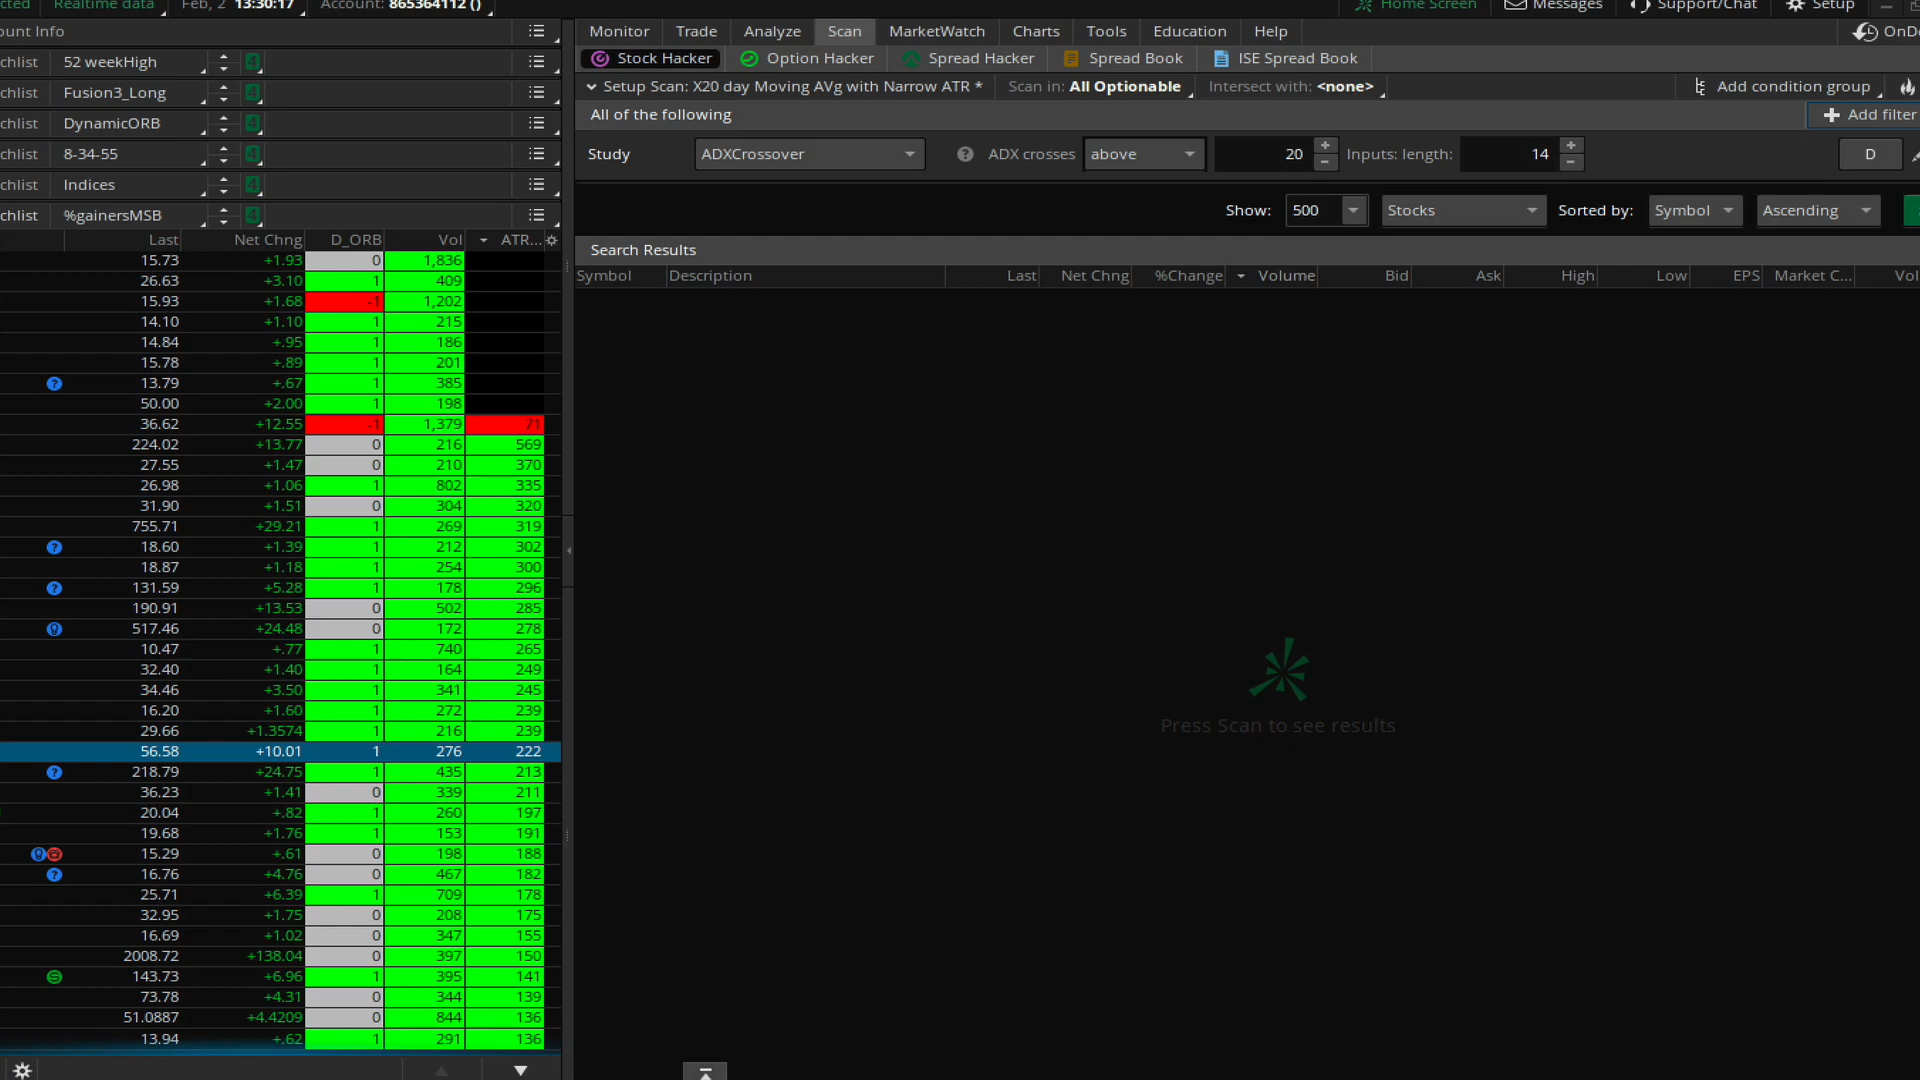 cted Realtime data Feb, 2 13:30:17 Account: 865364112 () Home Screen Messages Support/Chat Setup
ount Info
chlist 52 weekHigh 4
chlist Fusion3_Long 4
chlist DynamicORB 4
chlist 8-34-55 4
chlist Indices 4
chlist %gainersMSB 4
Last Net Chng D_ORB Vol ATR...
15.73 +1.93 0 1,836
26.63 +3.10 1 409
15.93 +1.68 -1 1,202
14.10 +1.10 1 215
14.84 +.95 1 186
15.78 +.89 1 201
13.79 +.67 1 385
50.00 +2.00 1 198
36.62 +12.55 -1 1,379 71
224.02 +13.77 0 216 569
27.55 +1.47 0 210 370
26.98 +1.06 1 802 335
31.90 +1.51 0 304 320
755.71 +29.21 1 269 319
18.60 +1.39 1 212 302
18.87 +1.18 1 254 300
131.59 +5.28 1 178 296
190.91 +13.53 0 502 285
517.46 +24.48 0 172 278
10.47 +.77 1 740 265
32.40 +1.40 1 164 249
34.46 +3.50 1 341 245
16.20 +1.60 1 272 239
29.66 +1.3574 1 216 239
56.58 +10.01 1 276 222
218.79 +24.75 1 435 213
36.23 +1.41 0 339 211
20.04 +.82 1 260 197
19.68 +1.76 1 153 191
15.29 +.61 0 198 188
16.76 +4.76 0 467 182
25.71 +6.39 1 709 178
32.95 +1.75 0 208 175
16.69 +1.02 0 347 155
2008.72 +138.04 0 397 150
143.73 +6.96 1 395 141
73.78 +4.31 0 344 139
51.0887 +4.4209 0 844 136
13.94 +.62 1 291 136
Monitor Trade Analyze Scan MarketWatch Charts Tools Education Help OnDe
Stock Hacker Option Hacker Spread Hacker Spread Book ISE Spread Book
Setup Scan: X20 day Moving AVg with Narrow ATR * Scan in: All Optionable Intersect with: <none> Add condition group
All of the following Add filter
Study ADXCrossover ? ADX crosses above 20 Inputs: length: 14 D
Show: 500 Stocks Sorted by: Symbol Ascending
Search Results
Symbol Description Last Net Chng %Change Volume Bid Ask High Low EPS Market C... Vol
Press Scan to see results